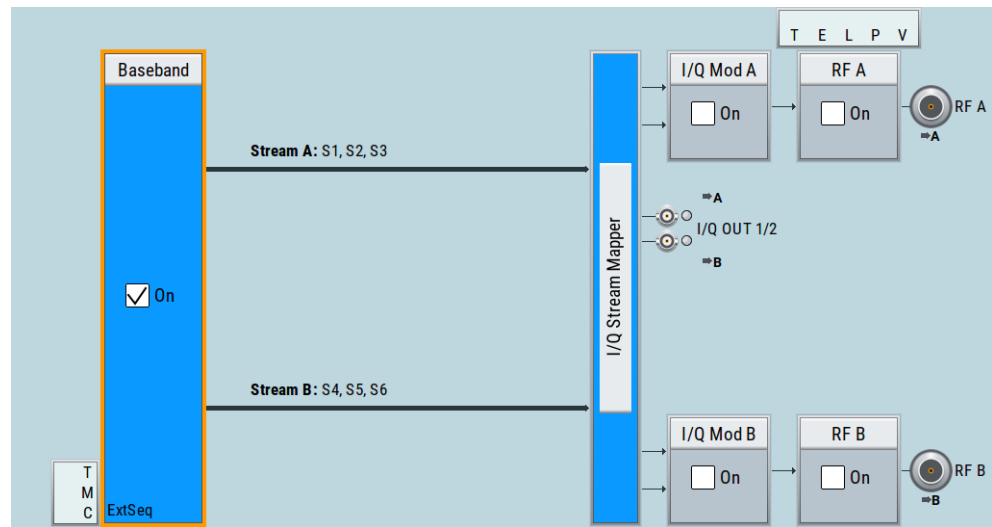 T E L P V
Baseband
I/Q Mod A
RF A
On
On
RF A
➡A
Stream A: S1, S2, S3
➡A
I/Q OUT 1/2
➡B
I/Q Stream Mapper
On
Stream B: S4, S5, S6
I/Q Mod B
RF B
On
On
RF B
➡B
T
M
C
ExtSeq